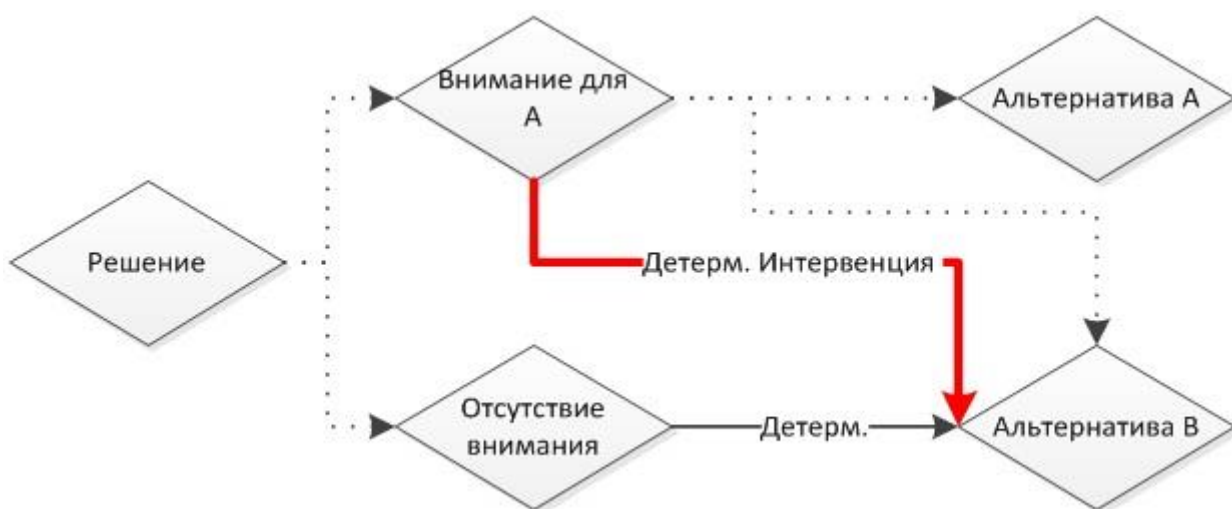 Внимание для
А
Альтернатива А
Решение
Детерм. Интервенция
Отсутствие
внимания
Детерм.
Альтернатива В